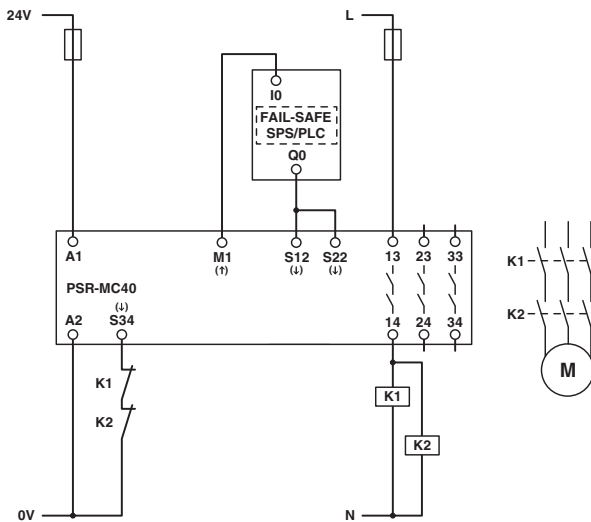 24V
L
I0
FAIL-SAFE
SPS/PLC
Q0
A1
M1
(↑)
S12
(↓)
S22
(↓)
13
23
33
PSR-MC40
A2
(↓)
S34
14
24
34
K1
K2
K1
K2
0V
N
K1
K2
M